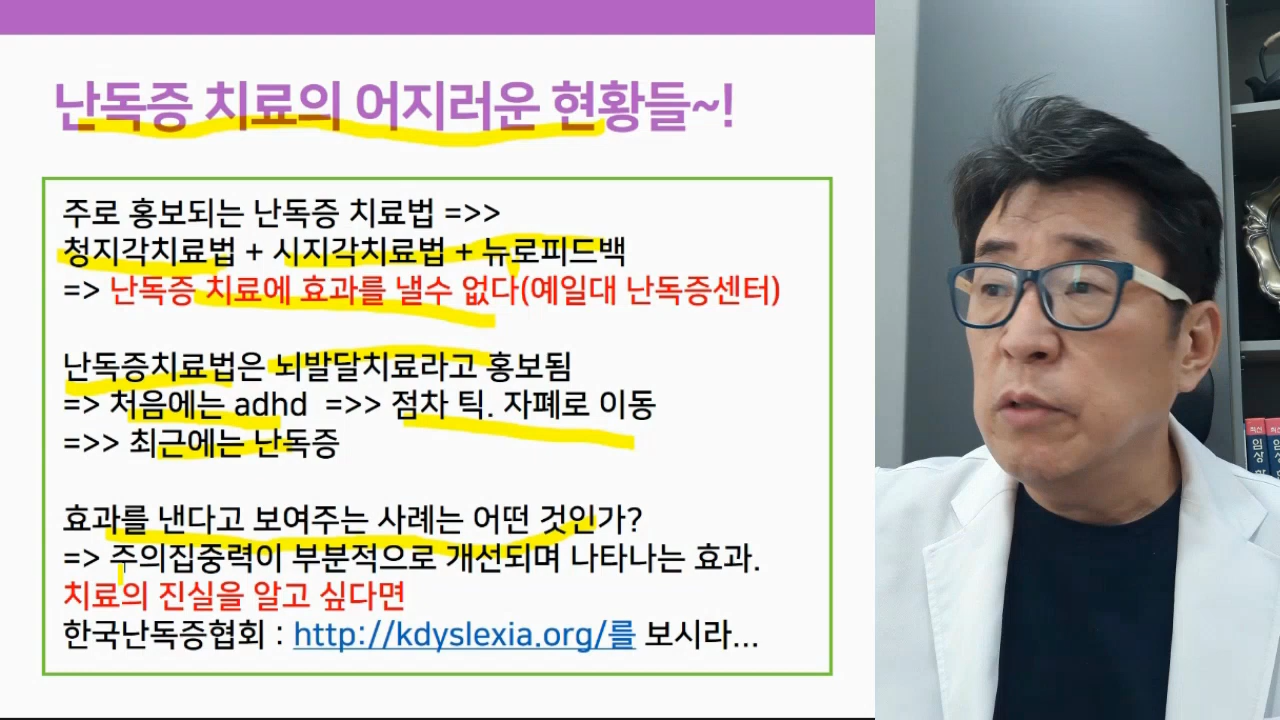 난독증 치료의 어지러운 현황들~!
주로 홍보되는 난독증 치료법 =>>
청지각치료법 + 시지각치료법 + 뉴로피드백
=> 난독증 치료에 효과를 낼수 없다(예일대 난독증센터)
난독증치료법은 뇌발달치료라고 홍보됨
=> 처음에는 adhd =>> 점차 틱. 자폐로 이동
=>> 최근에는 난독증
효과를 낸다고 보여주는 사례는 어떤 것인가?
=> 주의집중력이 부분적으로 개선되며 나타나는 효과.
치료의 진실을 알고 싶다면
한국난독증협회 : http://kdyslexia.org/를 보시라...
최신
임상
최신
임상